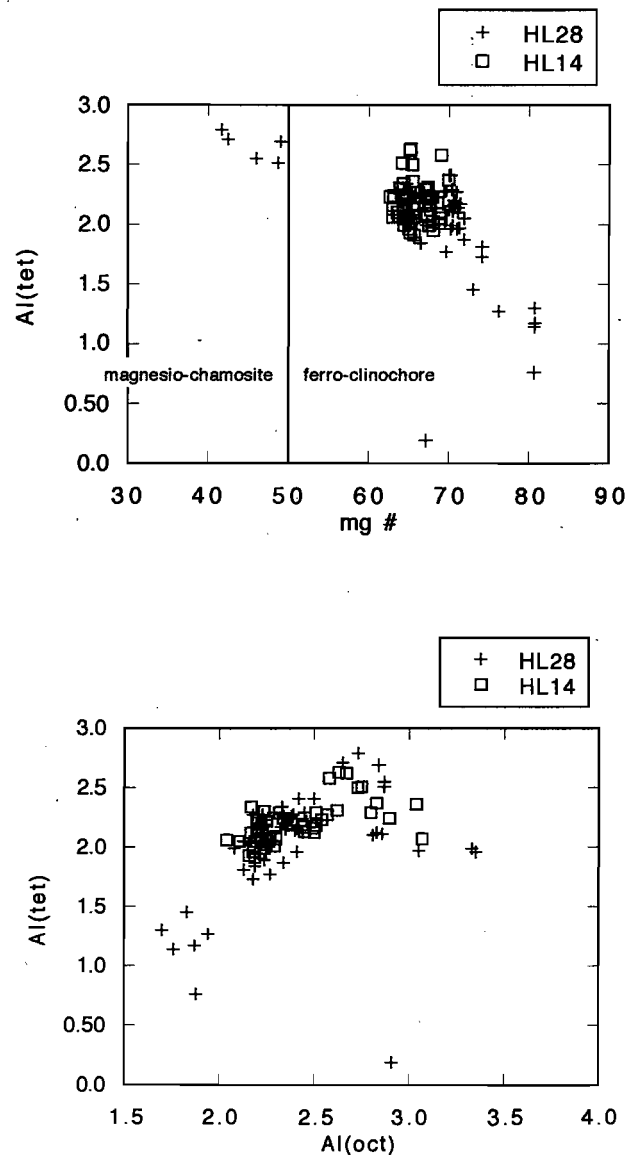 HL28
HL14
3.0
2.5
2.0
1.5
1.0
0.50
0.0
Al(tet)
magnesio-chamosite
ferro-clinochore
30 40 50 60 70 80 90
mg #
HL28
HL14
3.0
2.5
2.0
1.5
1.0
0.50
0.0
Al(tet)
1.5 2.0 2.5 3.0 3.5 4.0
Al(oct)